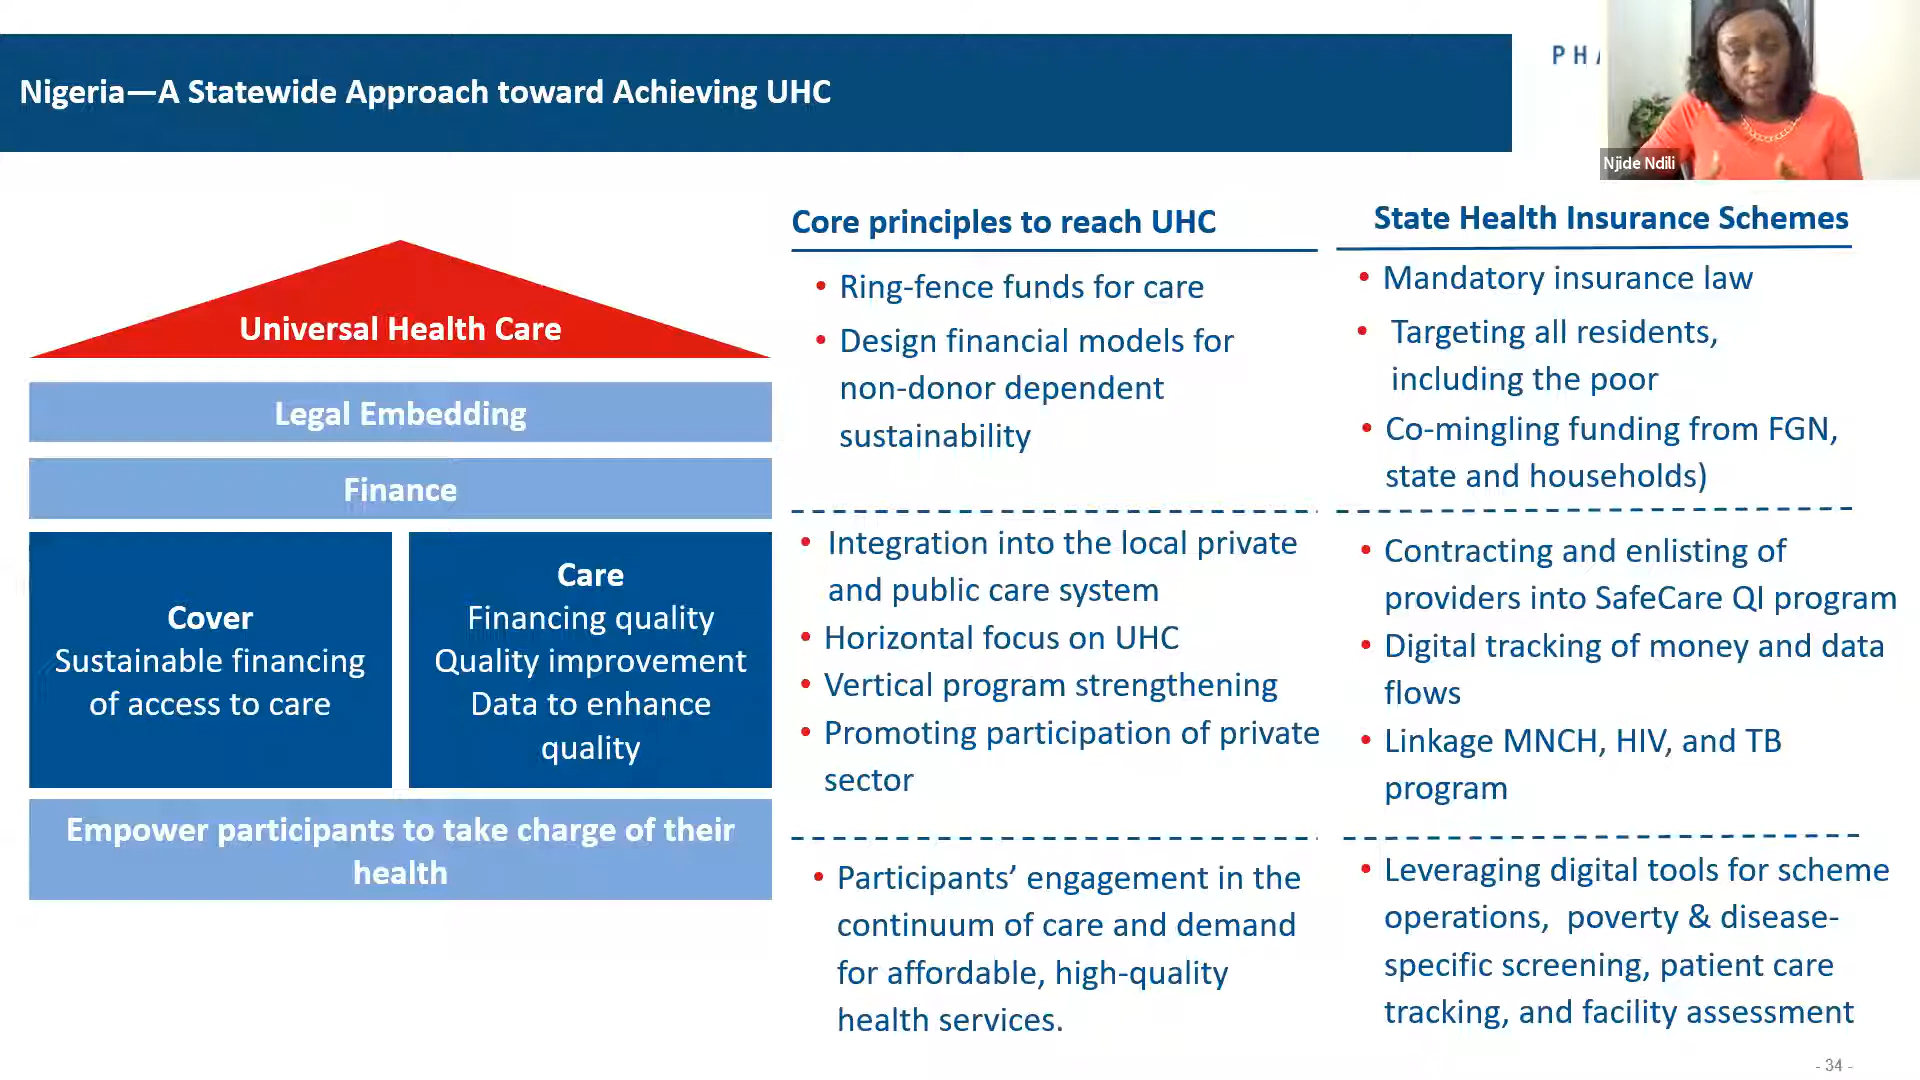 Nigeria—A Statewide Approach toward Achieving UHC
PHA
Njide Ndili
Universal Health Care
Legal Embedding
Finance
Cover
Sustainable financing
of access to care
Care
Financing quality
Quality improvement
Data to enhance
quality
Empower participants to take charge of their
health
Core principles to reach UHC
• Ring-fence funds for care
• Design financial models for
non-donor dependent
sustainability
• Integration into the local private
and public care system
• Horizontal focus on UHC
• Vertical program strengthening
• Promoting participation of private
sector
• Participants’ engagement in the
continuum of care and demand
for affordable, high-quality
health services.
State Health Insurance Schemes
• Mandatory insurance law
• Targeting all residents,
including the poor
• Co-mingling funding from FGN,
state and households)
• Contracting and enlisting of
providers into SafeCare QI program
• Digital tracking of money and data
flows
• Linkage MNCH, HIV, and TB
program
• Leveraging digital tools for scheme
operations, poverty & disease-
specific screening, patient care
tracking, and facility assessment
- 34 -